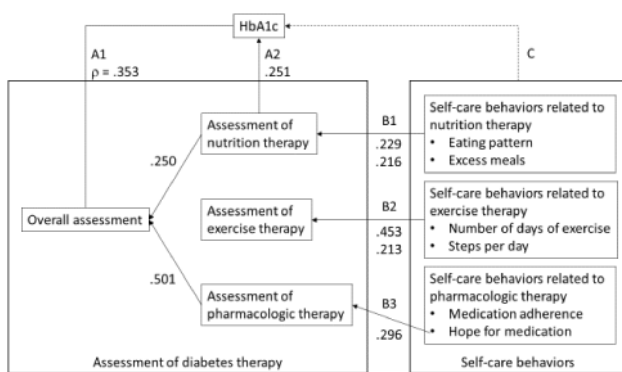 HbA1c
A1
ρ = .353
A2
.251
C
Assessment of
nutrition therapy
B1
.229
.216
Self-care behaviors related to
nutrition therapy
• Eating pattern
• Excess meals
.250
Overall assessment
Assessment of
exercise therapy
B2
.453
.213
Self-care behaviors related to
exercise therapy
• Number of days of exercise
• Steps per day
.501
Assessment of
pharmacologic therapy
B3
.296
Self-care behaviors related to
pharmacologic therapy
• Medication adherence
• Hope for medication
Assessment of diabetes therapy
Self-care behaviors